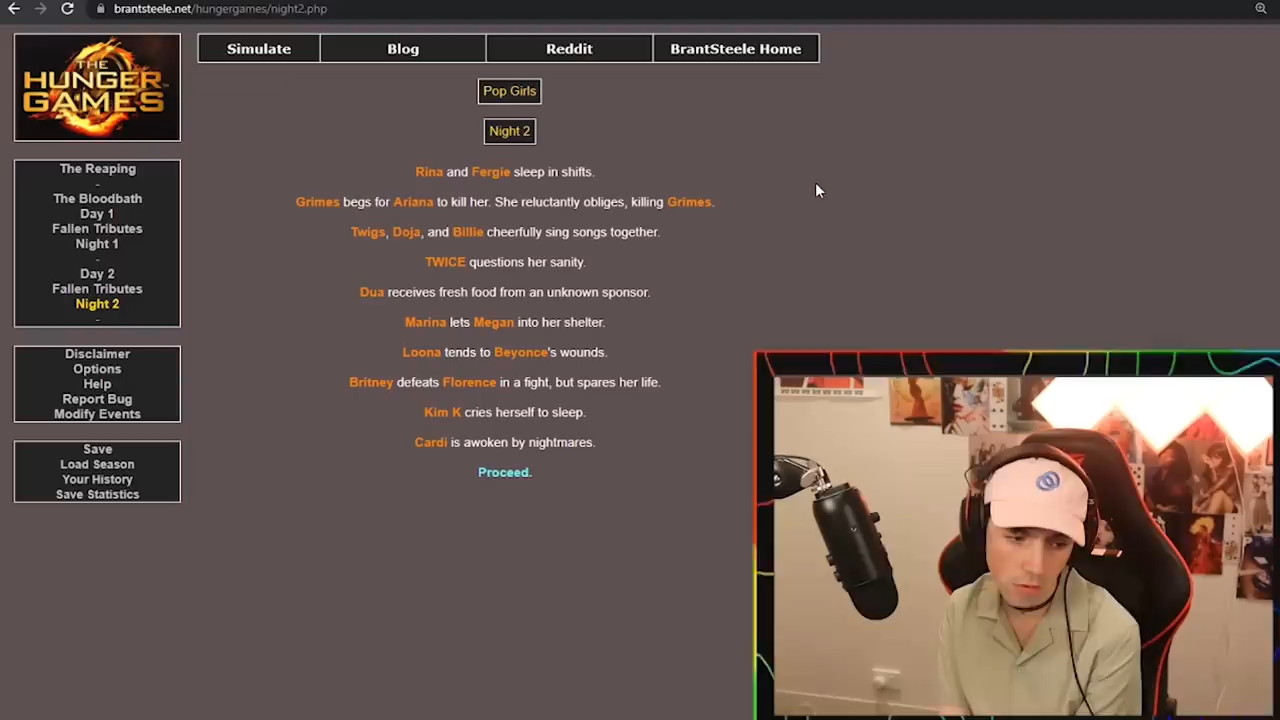 brantsteele.net/hungergames/night2.php
THE
HUNGER
GAMES
Simulate
Blog
Reddit
BrantSteele Home
Pop Girls
Night 2
The Reaping
-
The Bloodbath
Day 1
Fallen Tributes
Night 1
-
Day 2
Fallen Tributes
Night 2
-
Disclaimer
Options
Help
Report Bug
Modify Events
Save
Load Season
Your History
Save Statistics
Rina and Fergie sleep in shifts.
Grimes begs for Ariana to kill her. She reluctantly obliges, killing Grimes.
Twigs, Doja, and Billie cheerfully sing songs together.
TWICE questions her sanity.
Dua receives fresh food from an unknown sponsor.
Marina lets Megan into her shelter.
Loona tends to Beyonce's wounds.
Britney defeats Florence in a fight, but spares her life.
Kim K cries herself to sleep.
Cardi is awoken by nightmares.
Proceed.